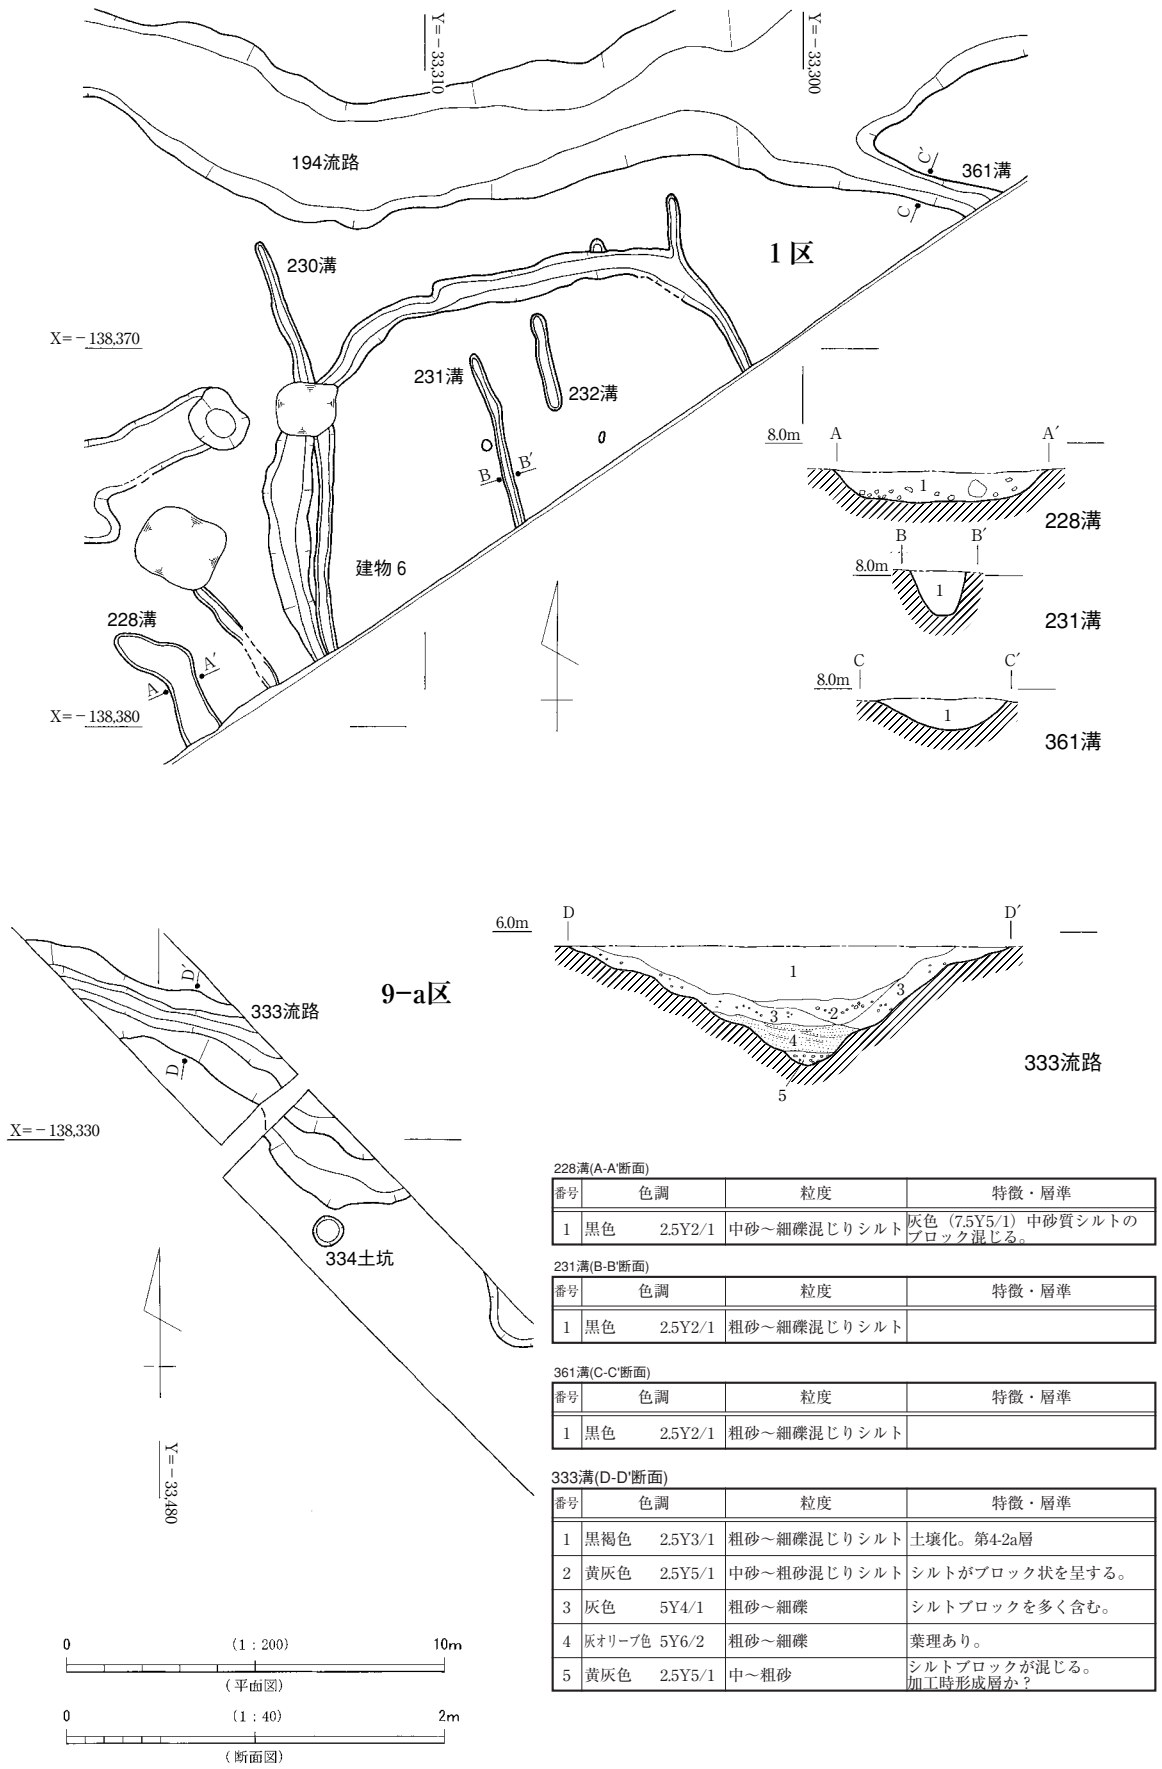 Y=－33,310
Y=－33,300
194流路
C′
361溝
C
1区
230溝
X=－138,370
231溝
232溝
B
B′
建物 6
228溝
A
A′
X=－138,380
8.0m
A
A′
1
228溝
B
B′
8.0m
1
231溝
C
C′
8.0m
1
361溝
D′
9−a区
333流路
D
X=－138,330
334土坑
Y=－33,480
6.0m
D
D′
1
3
2
3
4
5
333流路
228溝(A-A'断面)
番号 色調 粒度 特徴・層準
1 黒色 2.5Y2/1 中砂～細礫混じりシルト 灰色（7.5Y5/1）中砂質シルトの
ブロック混じる。
231溝(B-B'断面)
番号 色調 粒度 特徴・層準
1 黒色 2.5Y2/1 粗砂～細礫混じりシルト
361溝(C-C'断面)
番号 色調 粒度 特徴・層準
1 黒色 2.5Y2/1 粗砂～細礫混じりシルト
333溝(D-D'断面)
番号 色調 粒度 特徴・層準
1 黒褐色 2.5Y3/1 粗砂～細礫混じりシルト 土壌化。第4-2a層
2 黄灰色 2.5Y5/1 中砂～粗砂混じりシルト シルトがブロック状を呈する。
3 灰色 5Y4/1 粗砂～細礫 シルトブロックを多く含む。
4 灰オリーブ色 5Y6/2 粗砂～細礫 葉理あり。
5 黄灰色 2.5Y5/1 中～粗砂 シルトブロックが混じる。
加工時形成層か？
0 （1：200） 10m
（平面図）
0 （1：40） 2m
（断面図）